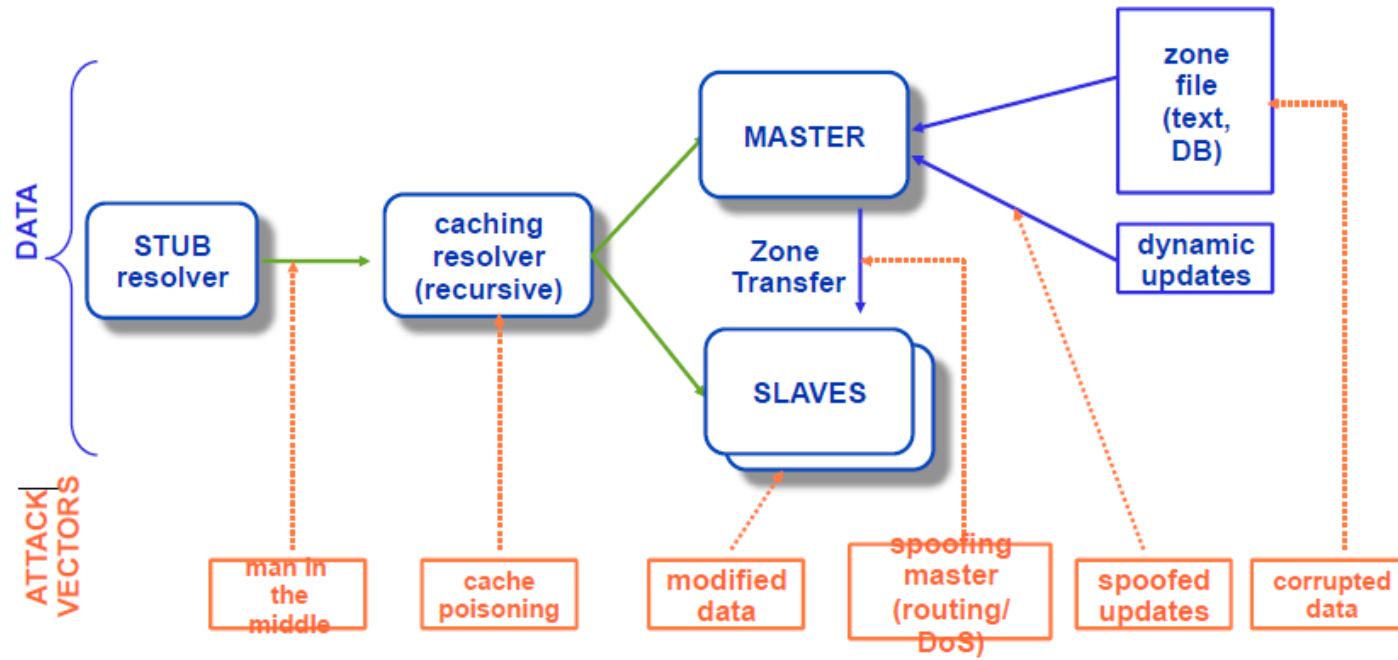 DATA
STUB
resolver
caching
resolver
(recursive)
MASTER
Zone
Transfer
SLAVES
zone
file
(text,
DB)
dynamic
updates
ATTACK
VECTORS
man in
the
middle
cache
poisoning
modified
data
spoofing
master
(routing/
DoS)
spoofed
updates
corrupted
data